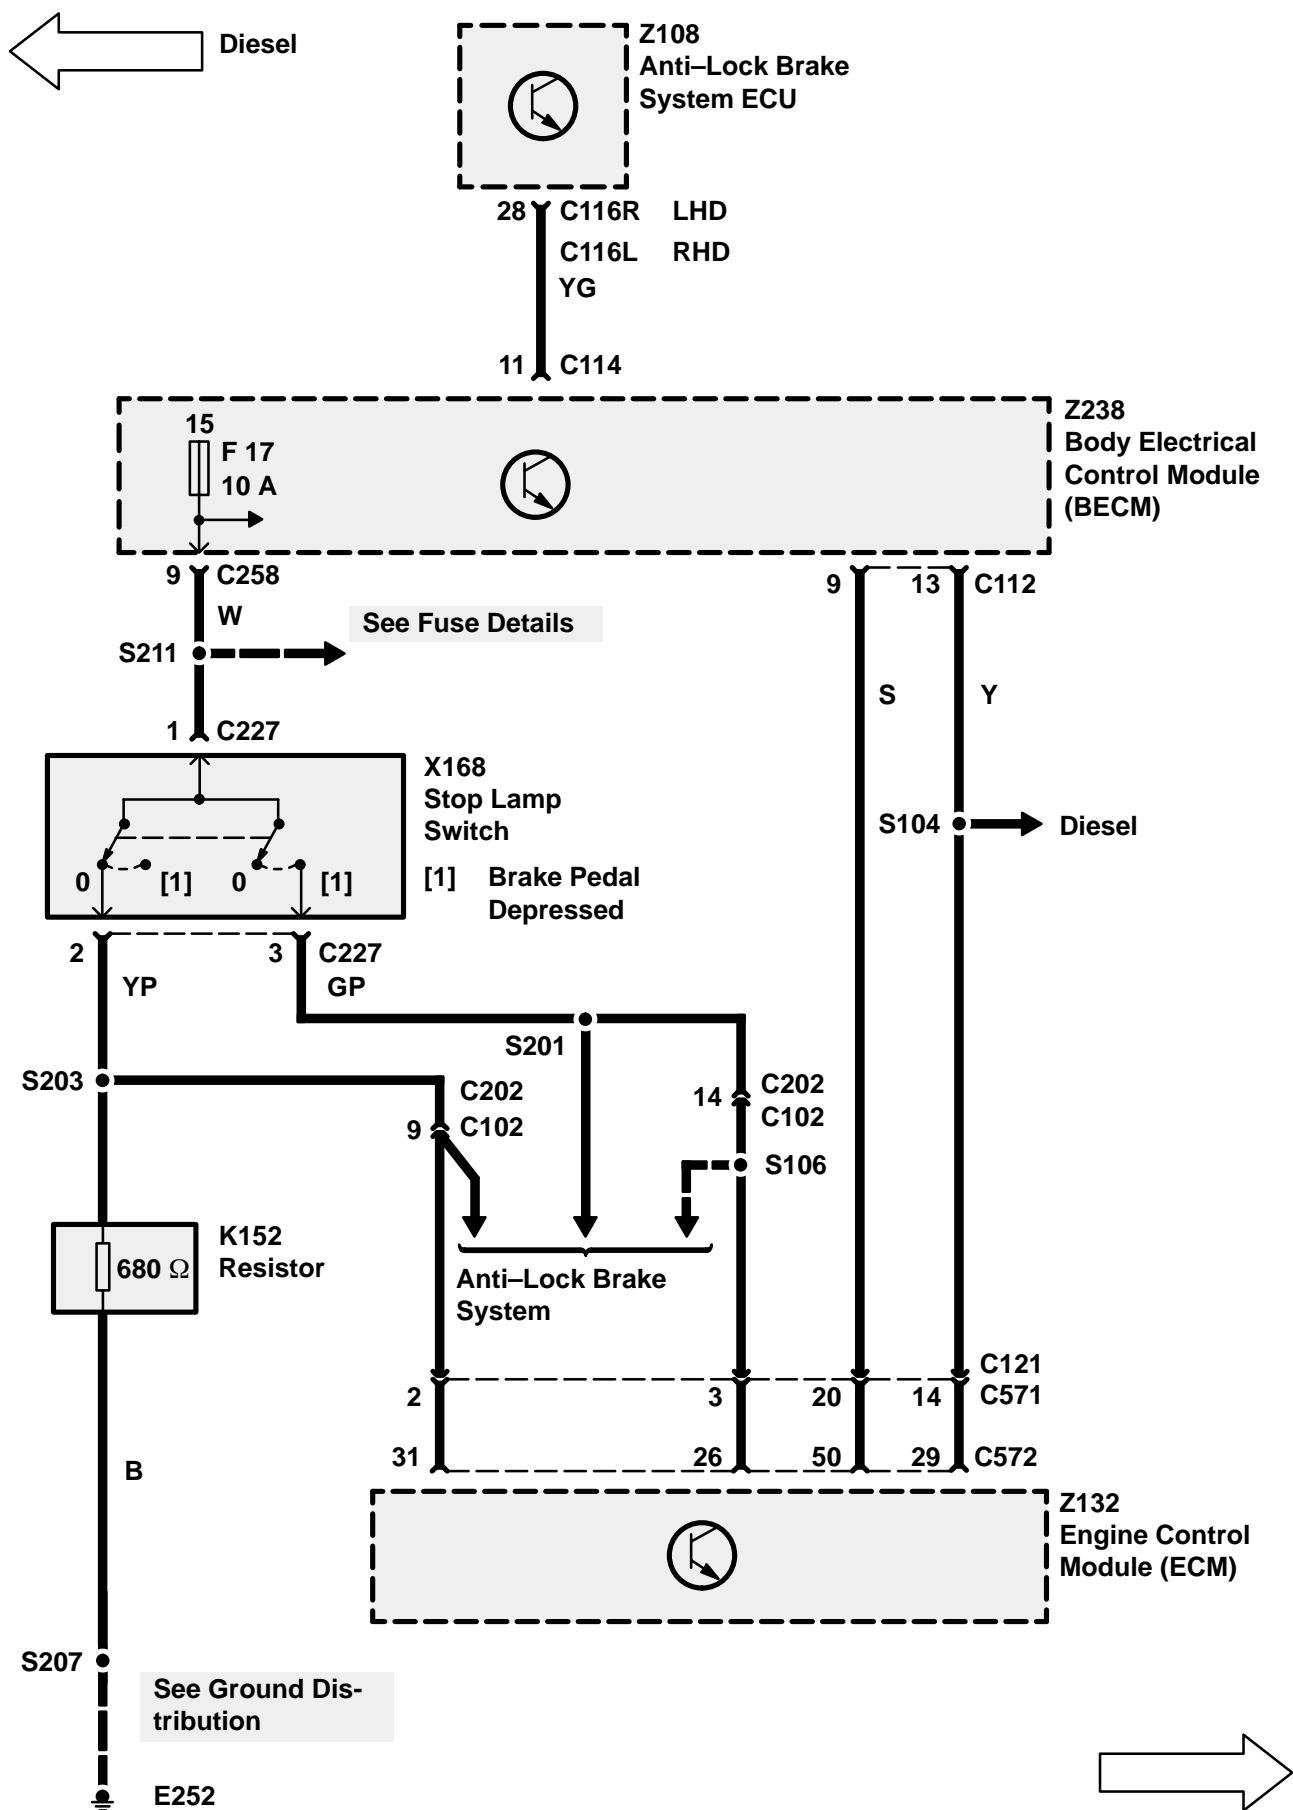 Diesel
Z108
Anti–Lock Brake
System ECU
28 C116R LHD
C116L RHD
YG
11 C114
Z238
Body Electrical
Control Module
(BECM)
15
F 17
10 A
9 C258
9 13 C112
W
See Fuse Details
S211
S Y
1 C227
X168
Stop Lamp
Switch
S104 Diesel
0 [1] 0 [1]
[1] Brake Pedal
Depressed
2 3 C227
YP GP
S201
S203
C202
9 C102
14 C202
C102
S106
K152
Resistor
680 Ω
Anti–Lock Brake
System
C121
2 3 20 14 C571
31 26 50 29 C572
B
Z132
Engine Control
Module (ECM)
S207
See Ground Dis-
tribution
E252